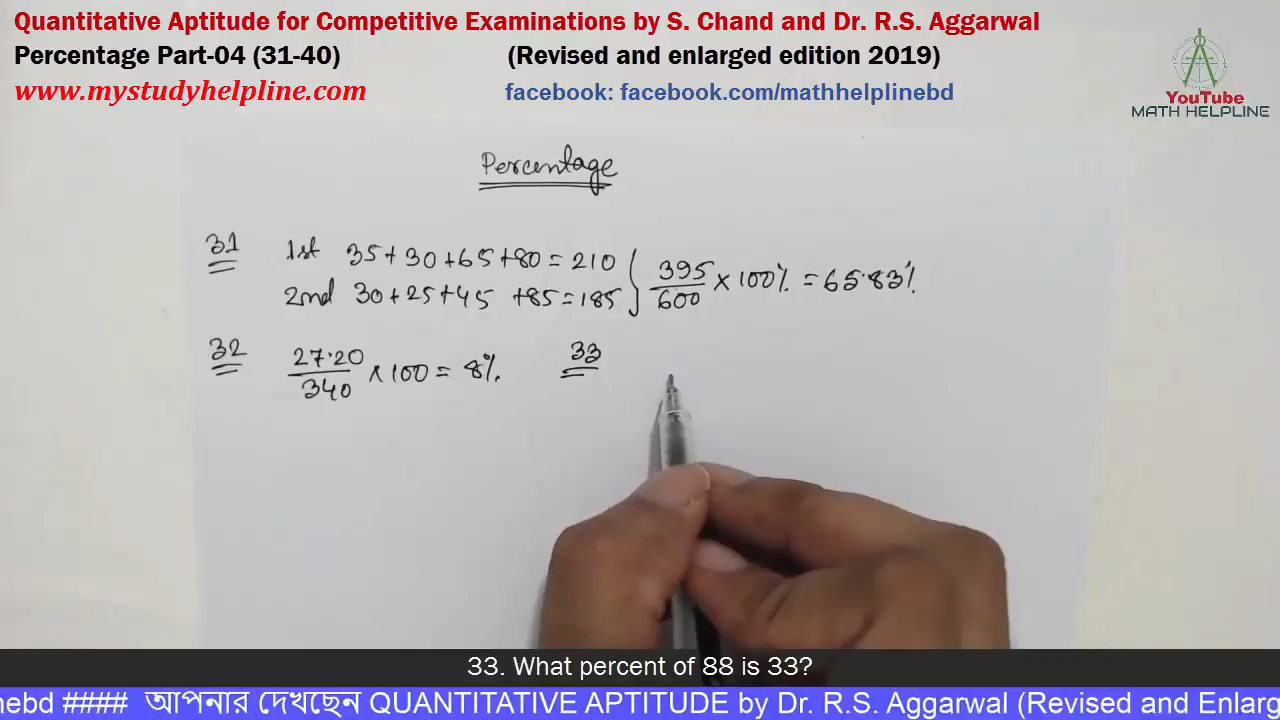 Quantitative Aptitude for Competitive Examinations by S. Chand and Dr. R.S. Aggarwal
Percentage Part-04 (31-40) (Revised and enlarged edition 2019)
www.mystudyhelpline.com facebook: facebook.com/mathhelplinebd
YouTube
MATH HELPLINE
Percentage
31 1st 35+30+65+80=210
2nd 30+25+45 +85=185 } 395/600 × 100% = 65.83%
32 27.20/340 × 100 = 8% 33
33. What percent of 88 is 33?
nebd #### আপনার দেখছেন QUANTITATIVE APTITUDE by Dr. R.S. Aggarwal (Revised and Enlarg